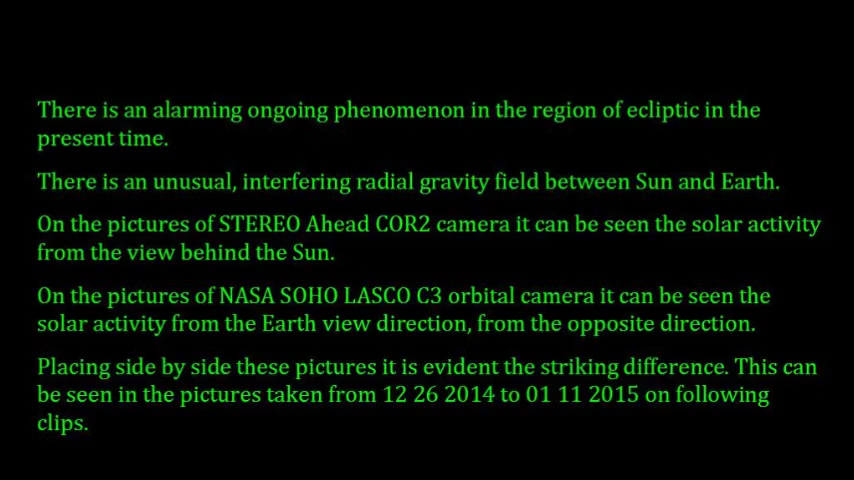 There is an alarming ongoing phenomenon in the region of ecliptic in the
present time.
There is an unusual, interfering radial gravity field between Sun and Earth.
On the pictures of STEREO Ahead COR2 camera it can be seen the solar activity
from the view behind the Sun.
On the pictures of NASA SOHO LASCO C3 orbital camera it can be seen the
solar activity from the Earth view direction, from the opposite direction.
Placing side by side these pictures it is evident the striking difference. This can
be seen in the pictures taken from 12 26 2014 to 01 11 2015 on following
clips.